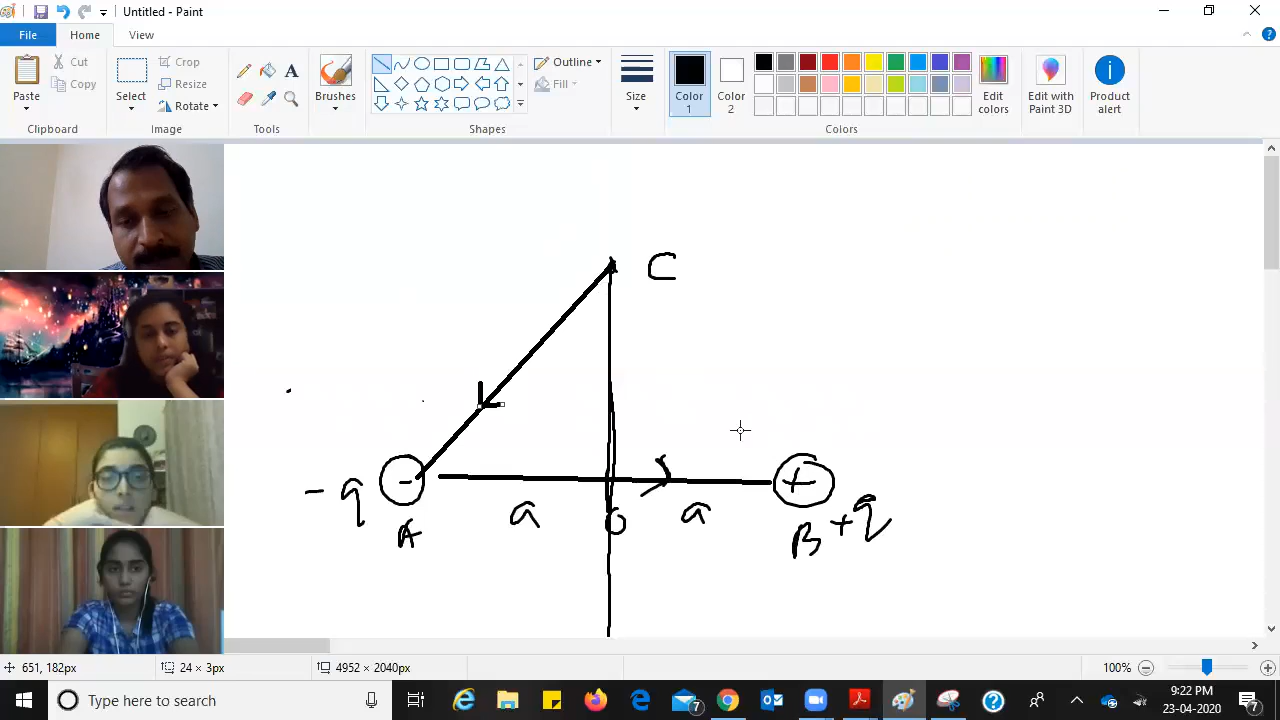 Untitled - Paint
File Home View
Paste
Cut
Copy
Clipboard
Select
Crop
Resize
Rotate
Image
A
Tools
Brushes
Shapes
Outline
Fill
Size
Color 1
Color 2
Edit colors
Colors
Edit with Paint 3D
Product alert
C
- q
-
A
a
O
a
+
B
+q
651, 182px
24 × 3px
4952 × 2040px
100%
Type here to search
7
9:22 PM
23-04-2020
7